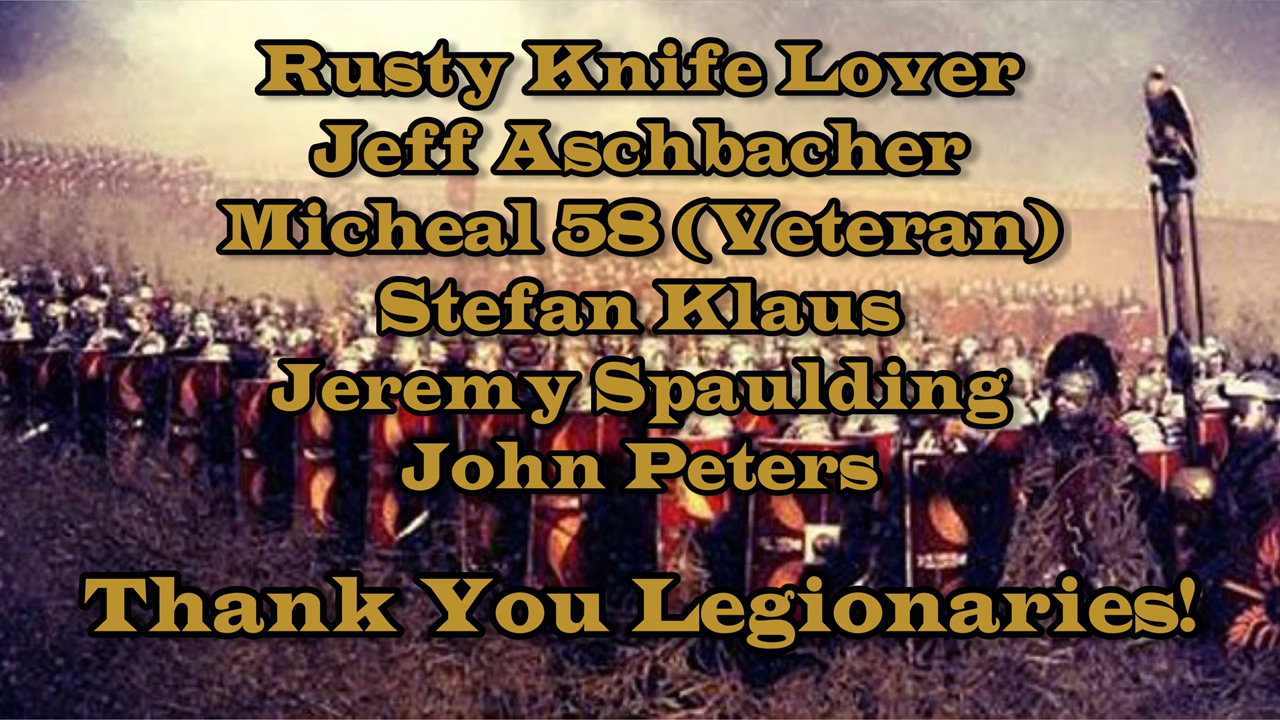 Rusty Knife Lover
Jeff Aschbacher
Micheal 58 (Veteran)
Stefan Klaus
Jeremy Spaulding
John Peters
Thank You Legionaries!